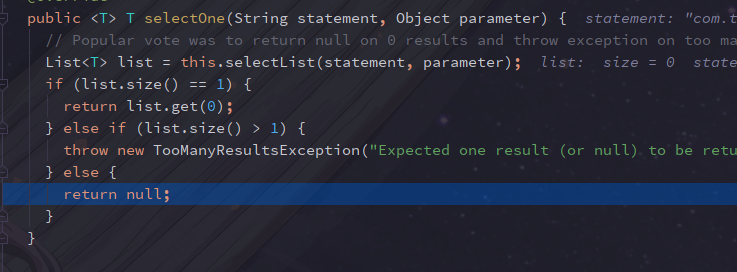 public <T> T selectOne(String statement, Object parameter) { statement: "com.t
// Popular vote was to return null on 0 results and throw exception on too ma
List<T> list = this.selectList(statement, parameter); list: size = 0 state
if (list.size() == 1) {
return list.get(0);
} else if (list.size() > 1) {
throw new TooManyResultsException("Expected one result (or null) to be retu
} else {
return null;
}
}